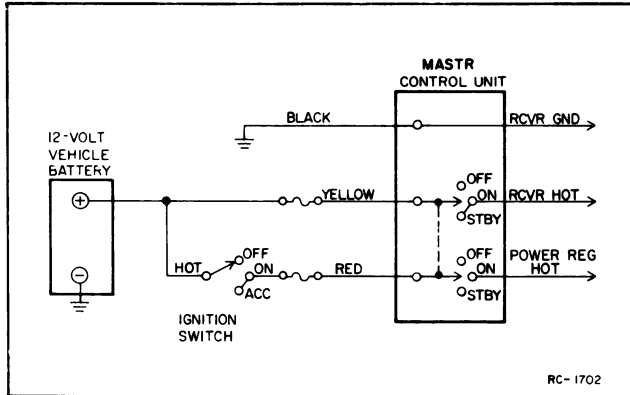 MASTR
CONTROL UNIT
BLACK
RCVR GND
12-VOLT
VEHICLE
BATTERY
OFF
+
YELLOW
ON
RCVR HOT
STBY
OFF
OFF
POWER REG
HOT
HOT
ON
RED
ON
−
ACC
STBY
IGNITION
SWITCH
RC-1702